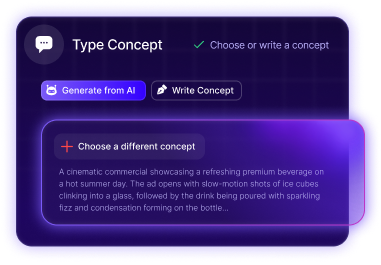 Type Concept
Choose or write a concept
Generate from AI
Write Concept
Choose a different concept
A cinematic commercial showcasing a refreshing premium beverage on
a hot summer day. The ad opens with slow-motion shots of ice cubes
clinking into a glass, followed by the drink being poured with sparkling
fizz and condensation forming on the bottle...